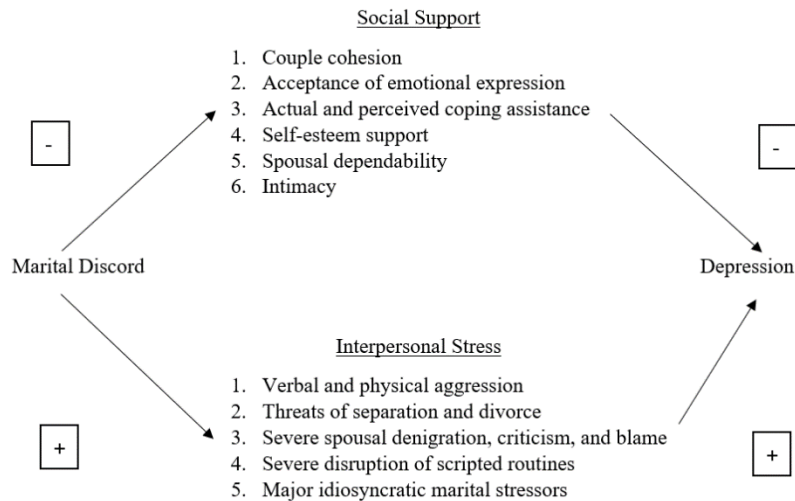 Social Support
1. Couple cohesion
2. Acceptance of emotional expression
3. Actual and perceived coping assistance
4. Self-esteem support
5. Spousal dependability
6. Intimacy
-
-
Marital Discord
Depression
Interpersonal Stress
1. Verbal and physical aggression
2. Threats of separation and divorce
3. Severe spousal denigration, criticism, and blame
4. Severe disruption of scripted routines
5. Major idiosyncratic marital stressors
+
+